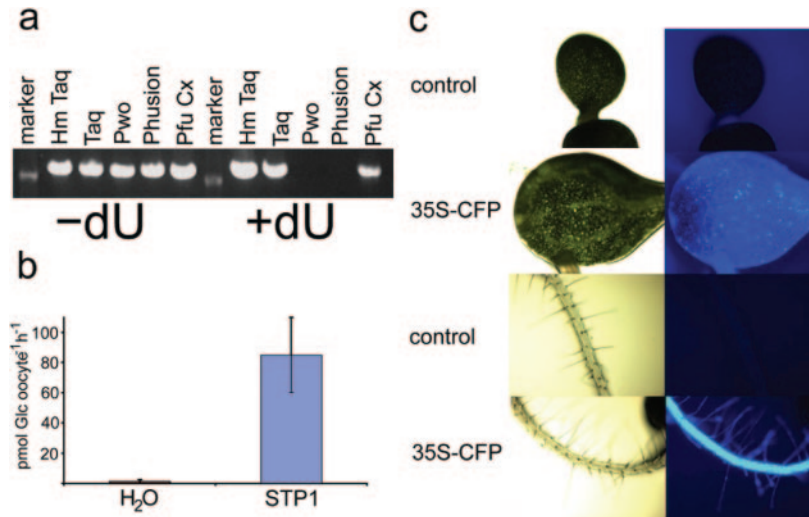 a
marker
Hm Taq
Taq
Pwo
Phusion
Pfu Cx
marker
Hm Taq
Taq
Pwo
Phusion
Pfu Cx
−dU
+dU
b
pmol Glc oocyte⁻¹h⁻¹
100
80
60
40
20
H₂O
STP1
c
control
35S-CFP
control
35S-CFP